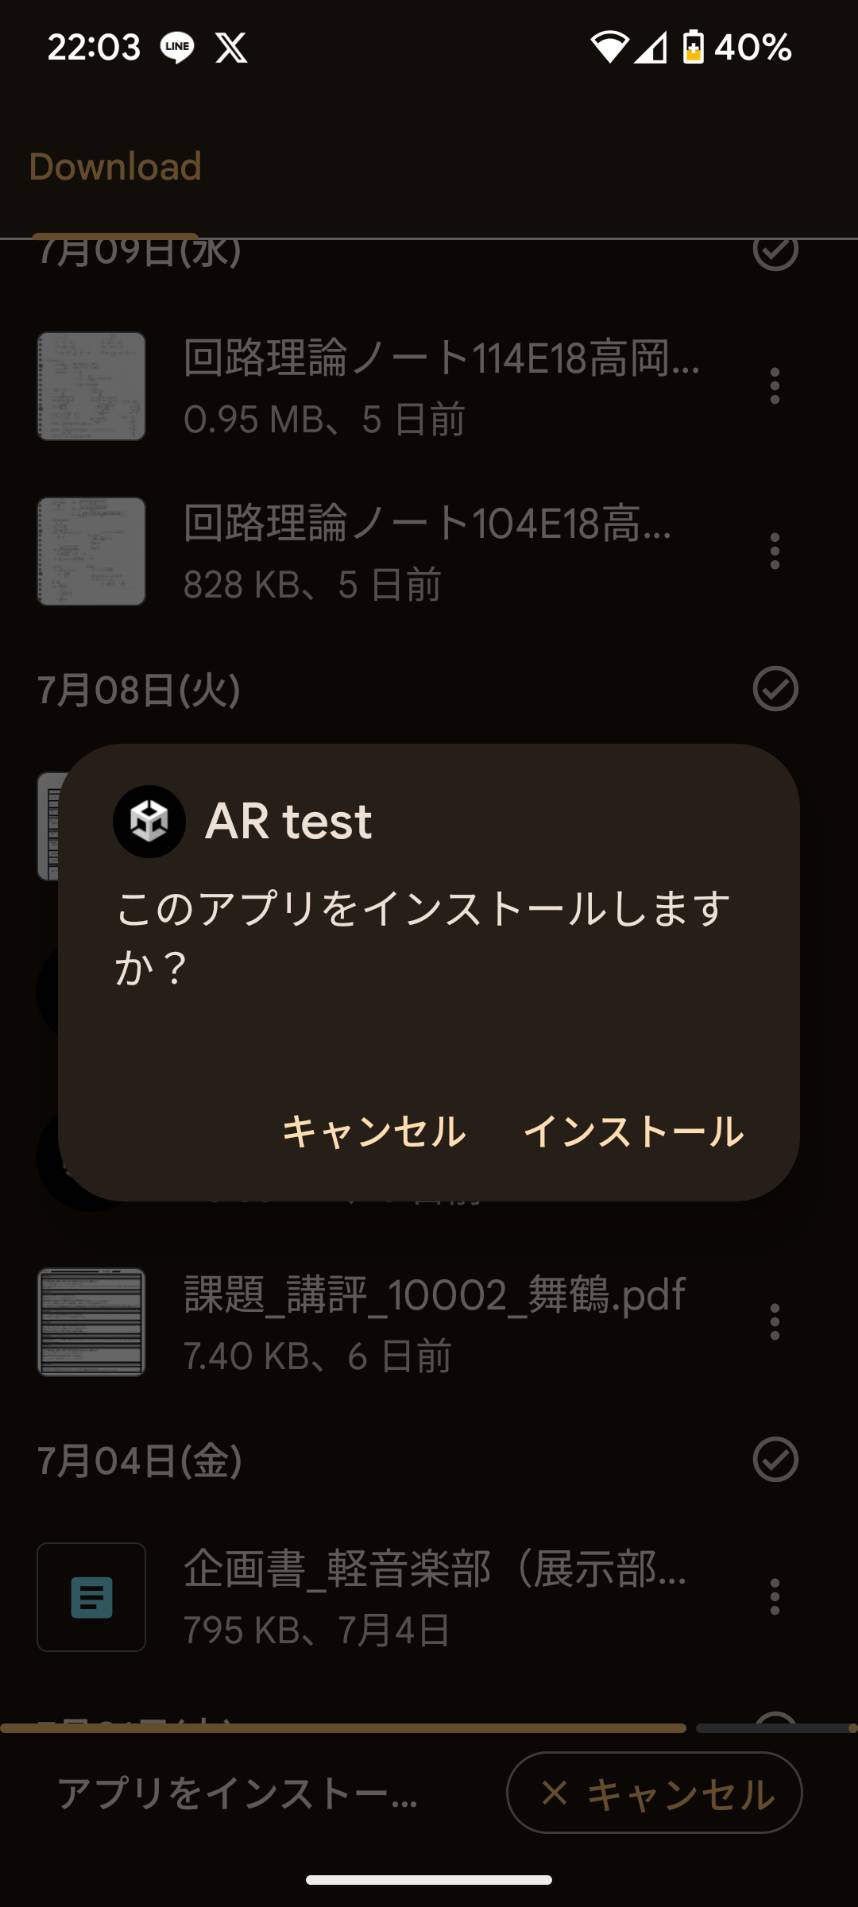 22:03 LINE X 40%
Download
7月09日(水)
回路理論ノート114E18高岡...
0.95 MB、5 日前
回路理論ノート104E18高...
828 KB、5 日前
7月08日(火)
AR test
このアプリをインストールします
か？
キャンセル インストール
課題_講評_10002_舞鶴.pdf
7.40 KB、6 日前
7月04日(金)
企画書_軽音楽部（展示部...
795 KB、7月4日
アプリをインストー...
× キャンセル